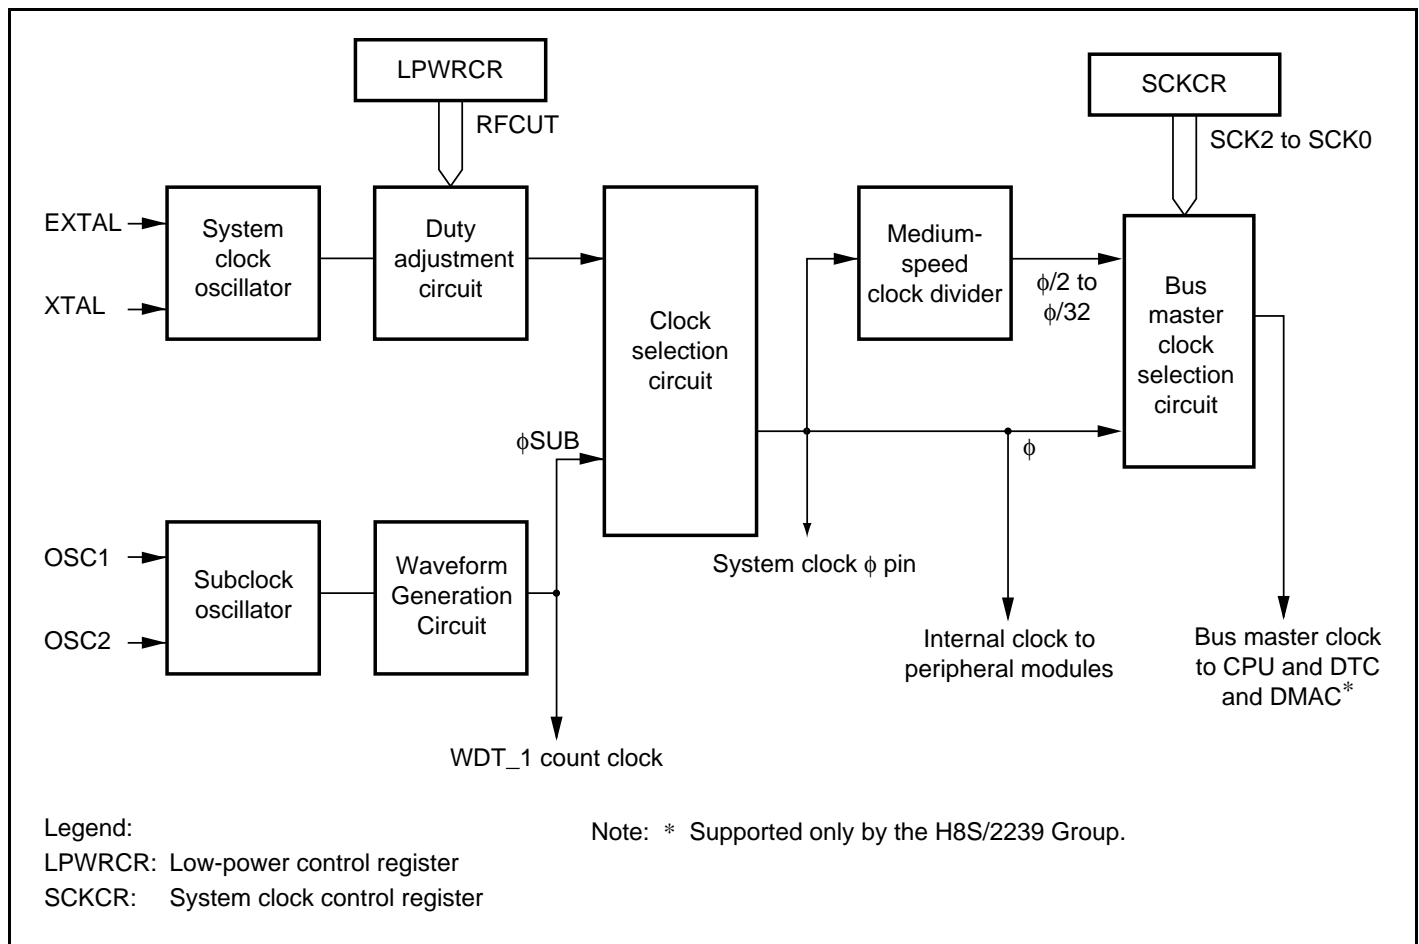 LPWRCR
RFCUT
SCKCR
SCK2 to SCK0
EXTAL
XTAL
System
clock
oscillator
Duty
adjustment
circuit
Clock
selection
circuit
Medium-
speed
clock divider
ϕ/2 to
ϕ/32
Bus
master
clock
selection
circuit
ϕSUB
ϕ
OSC1
OSC2
Subclock
oscillator
Waveform
Generation
Circuit
System clock ϕ pin
Internal clock to
peripheral modules
Bus master clock
to CPU and DTC
and DMAC*
WDT_1 count clock
Legend:
LPWRCR: Low-power control register
SCKCR: System clock control register
Note: * Supported only by the H8S/2239 Group.